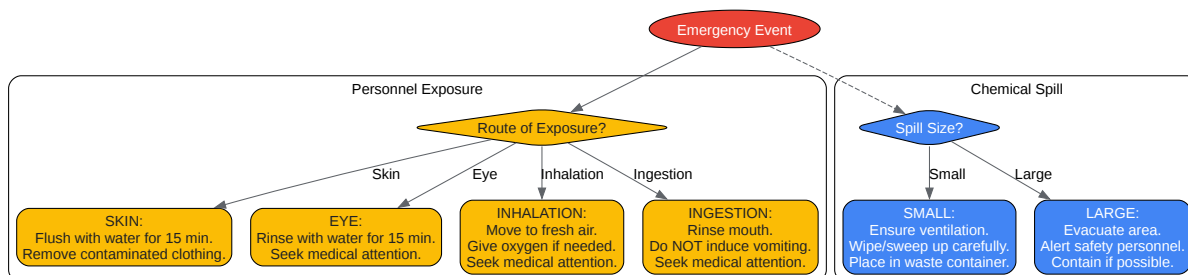 Emergency Event
Personnel Exposure
Chemical Spill
Route of Exposure?
Spill Size?
Skin
Eye
Inhalation
Ingestion
Small
Large
SKIN:
Flush with water for 15 min.
Remove contaminated clothing.
EYE:
Rinse with water for 15 min.
Seek medical attention.
INHALATION:
Move to fresh air.
Give oxygen if needed.
Seek medical attention.
INGESTION:
Rinse mouth.
Do NOT induce vomiting.
Seek medical attention.
SMALL:
Ensure ventilation.
Wipe/sweep up carefully.
Place in waste container.
LARGE:
Evacuate area.
Alert safety personnel.
Contain if possible.